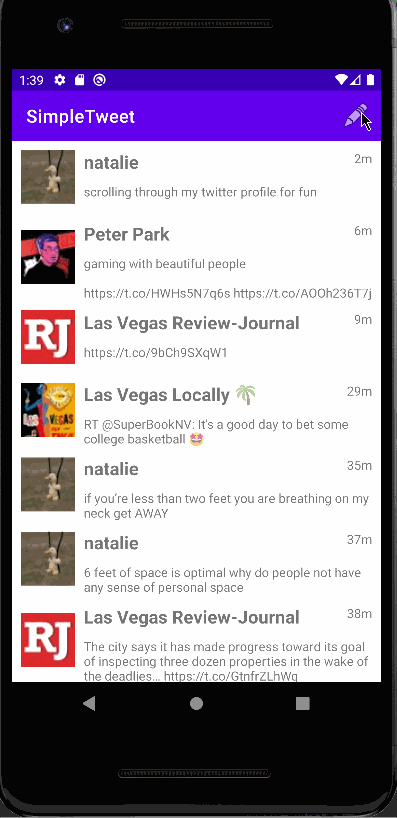 1:39
SimpleTweet
natalie 2m
scrolling through my twitter profile for fun
Peter Park 6m
gaming with beautiful people
https://t.co/HWHs5N7q6s https://t.co/AOOh236T7j
RJ
Las Vegas Review-Journal 9m
https://t.co/9bCh9SXqW1
VEGAS
Las Vegas Locally 🌴 29m
RT @SuperBookNV: It's a good day to bet some
college basketball 🤩
natalie 35m
if you're less than two feet you are breathing on my
neck get AWAY
natalie 37m
6 feet of space is optimal why do people not have
any sense of personal space
RJ
Las Vegas Review-Journal 38m
The city says it has made progress toward its goal
of inspecting three dozen properties in the wake of
the deadlies… https://t.co/GtnfrZLhWq